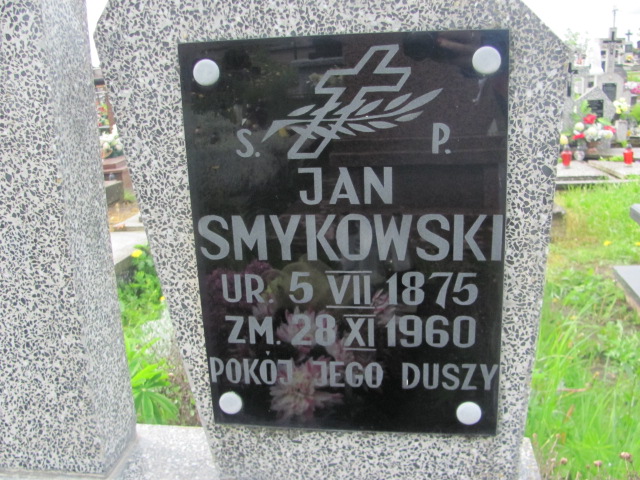 Ś. P.
JAN
SMYKOWSKI
UR. 5 VII 1875
ZM. 28 XI 1960
POKÓJ JEGO DUSZY